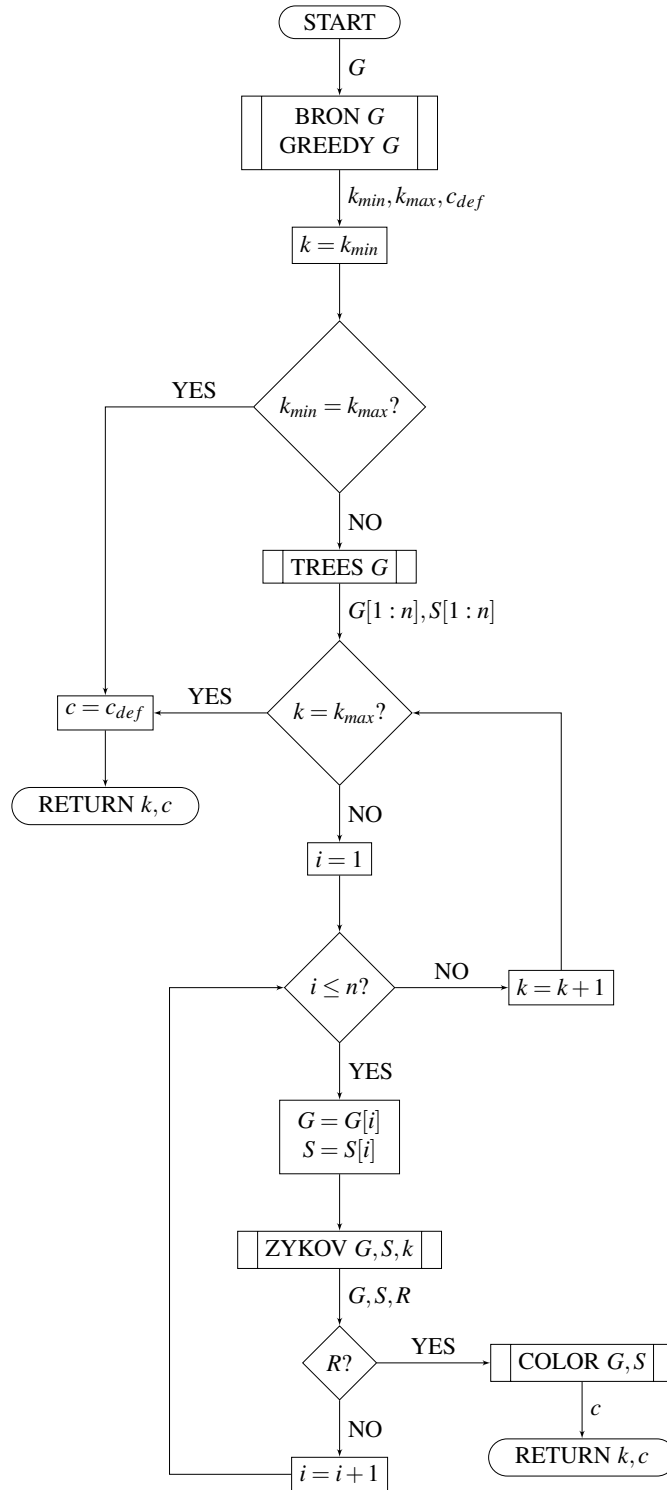 START
G
BRON G
GREEDY G
k_min, k_max, c_def
k = k_min
YES
k_min = k_max?
NO
TREES G
G[1 : n], S[1 : n]
c = c_def
YES
k = k_max?
RETURN k, c
NO
i = 1
i ≤ n?
NO
k = k + 1
YES
G = G[i]
S = S[i]
ZYKOV G, S, k
G, S, R
R?
YES
COLOR G, S
c
NO
RETURN k, c
i = i + 1